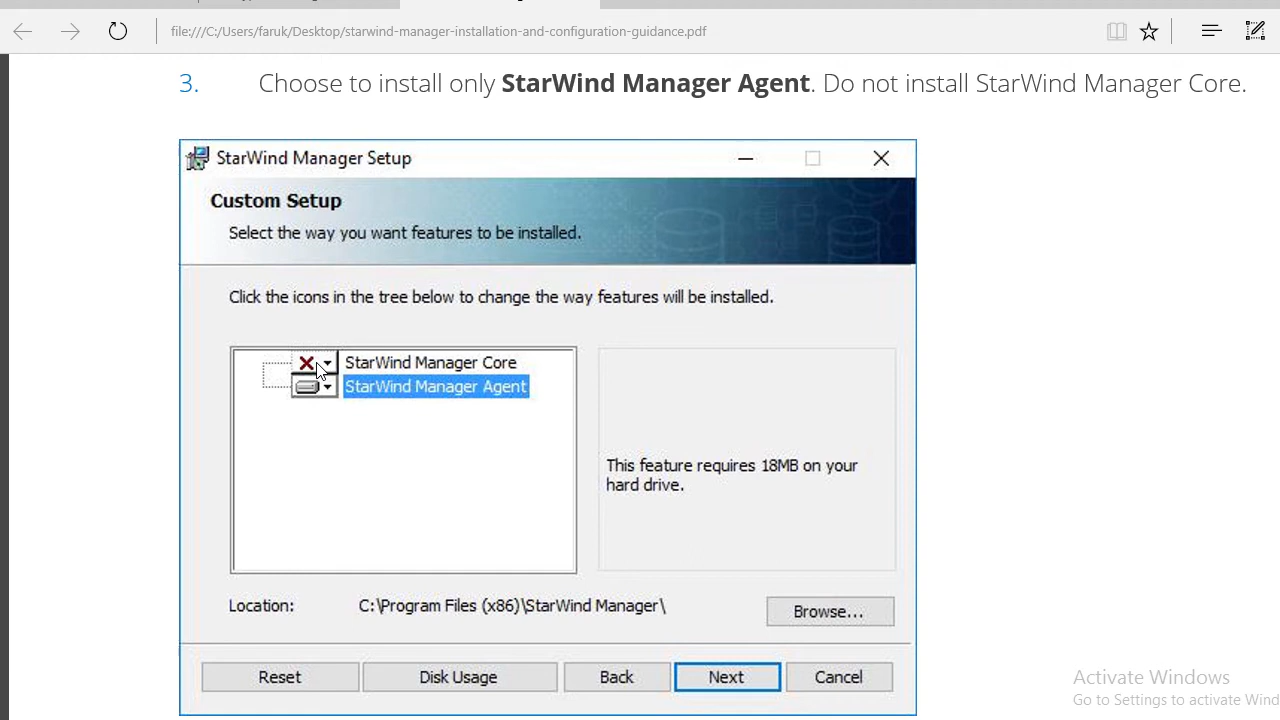 file:///C:/Users/faruk/Desktop/starwind-manager-installation-and-configuration-guidance.pdf
3. Choose to install only StarWind Manager Agent. Do not install StarWind Manager Core.
StarWind Manager Setup
Custom Setup
Select the way you want features to be installed.
Click the icons in the tree below to change the way features will be installed.
StarWind Manager Core
StarWind Manager Agent
This feature requires 18MB on your
hard drive.
Location: C:\Program Files (x86)\StarWind Manager\
Browse...
Reset Disk Usage Back Next Cancel
Activate Windows
Go to Settings to activate Wind